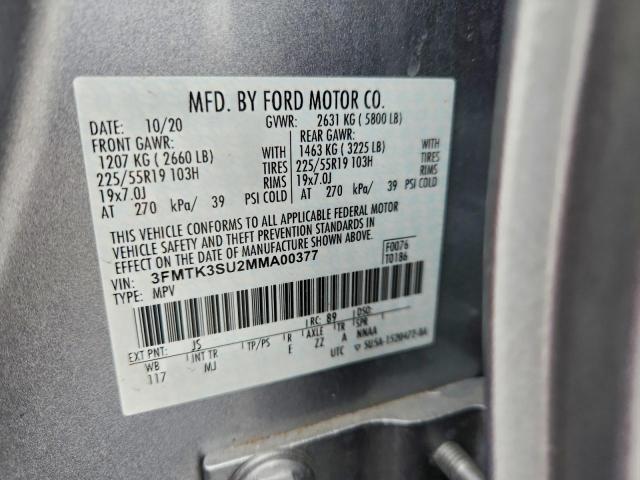 MFD. BY FORD MOTOR CO.
DATE: 10/20 GVWR: 2631 KG ( 5800 LB)
FRONT GAWR: REAR GAWR:
1207 KG ( 2660 LB) WITH 1463 KG ( 3225 LB) WITH
225/55R19 103H TIRES 225/55R19 103H TIRES
19x7.0J RIMS 19x7.0J RIMS
AT 270 kPa/ 39 PSI COLD AT 270 kPa/ 39 PSI COLD
THIS VEHICLE CONFORMS TO ALL APPLICABLE FEDERAL MOTOR
VEHICLE SAFETY AND THEFT PREVENTION STANDARDS IN
EFFECT ON THE DATE OF MANUFACTURE SHOWN ABOVE. F0076
VIN: 3FMTK3SU2MMA00377 T0186
TYPE: MPV
EXT PNT: JS RC: 89 DSO:
WB INT TR TP/PS R AXLE TR SPR
117 MJ E ZZ A NNAA
UTC